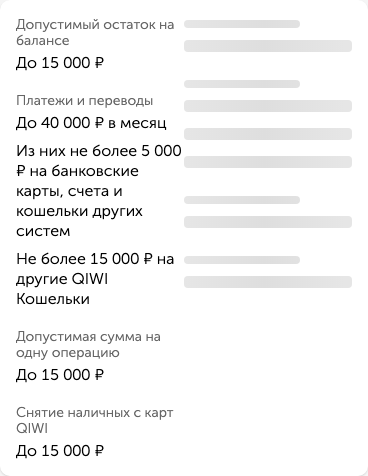 Допустимый остаток на
балансе
До 15 000 ₽
Платежи и переводы
До 40 000 ₽ в месяц
Из них не более 5 000
₽ на банковские
карты, счета и
кошельки других
систем
Не более 15 000 ₽ на
другие QIWI
Кошельки
Допустимая сумма на
одну операцию
До 15 000 ₽
Снятие наличных с карт
QIWI
До 15 000 ₽